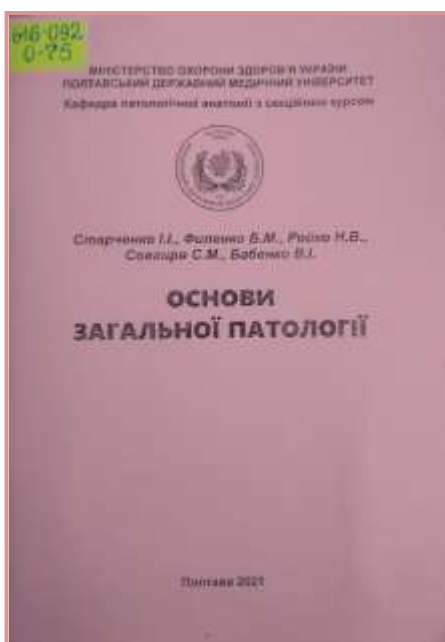 616-092
О-75
МІНІСТЕРСТВО ОХОРОНИ ЗДОРОВ'Я УКРАЇНИ
ПОЛТАВСЬКИЙ ДЕРЖАВНИЙ МЕДИЧНИЙ УНІВЕРСИТЕТ
Кафедра патологічної анатомії з секційним курсом
Старченко І.І., Филенко Б.М., Ройко Н.В.,
Совгиря С.М., Бабенко В.І.
ОСНОВИ
ЗАГАЛЬНОЇ ПАТОЛОГІЇ
Полтава 2021